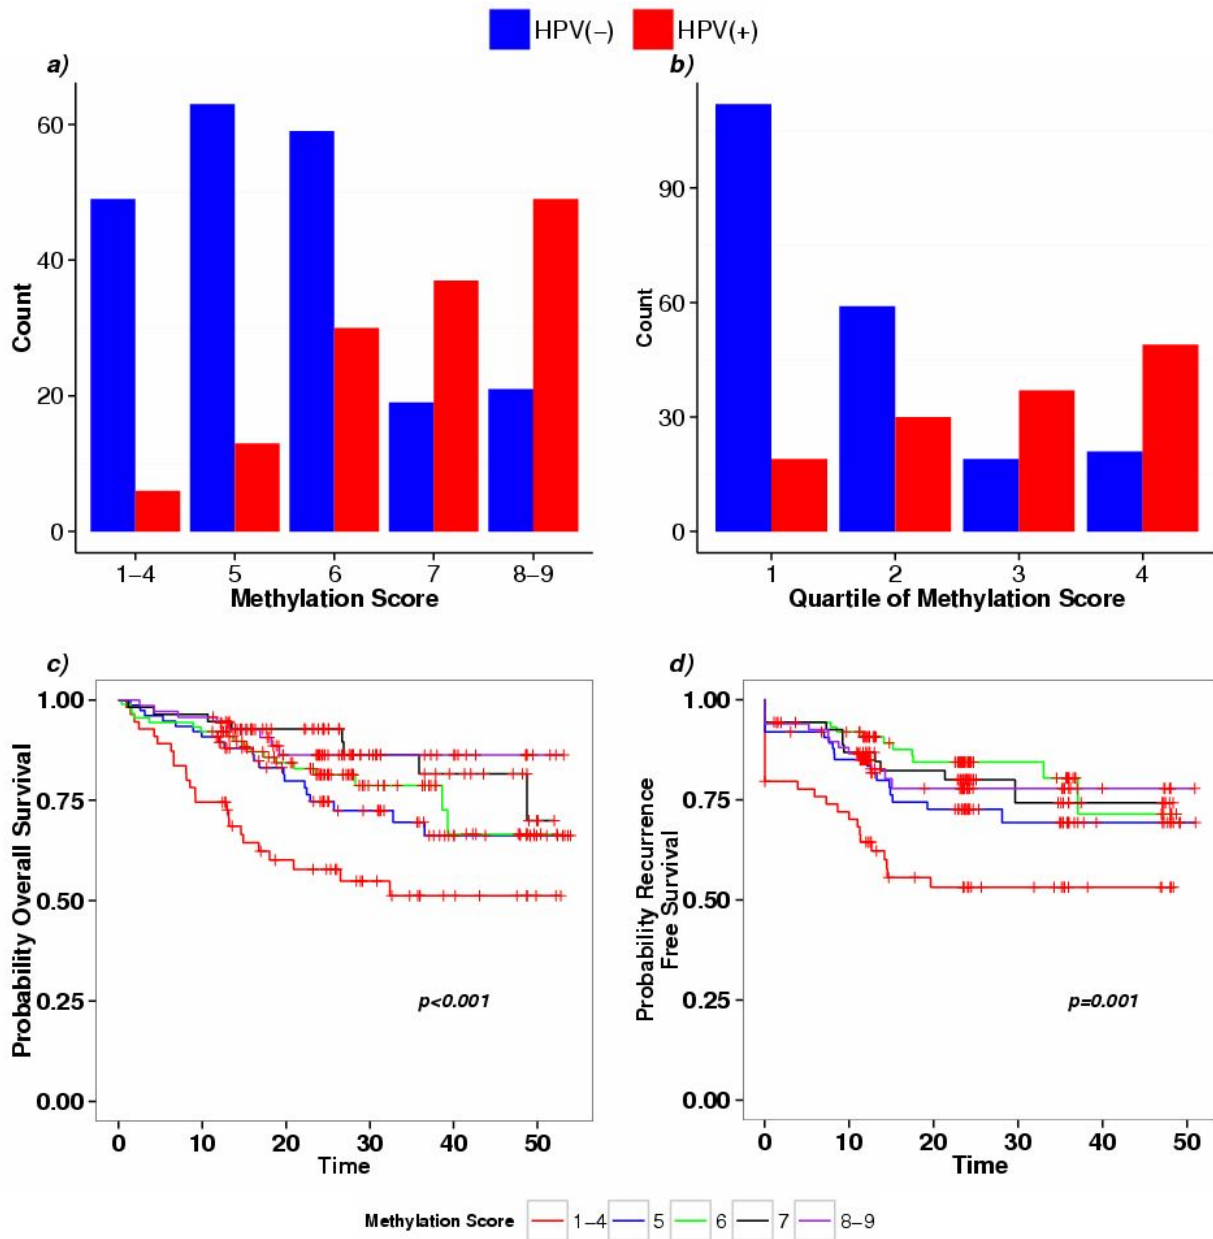 HPV(−) HPV(+)
a)
60
40
20
0
Count
1−4 5 6 7 8−9
Methylation Score
b)
90
60
30
0
Count
1 2 3 4
Quartile of Methylation Score
c)
1.00
0.75
0.50
0.25
0.00
Probability Overall Survival
p<0.001
0 10 20 30 40 50
Time
d)
1.00
0.75
0.50
0.25
0.00
Probability Recurrence
Free Survival
p=0.001
0 10 20 30 40 50
Time
Methylation Score 1−4 5 6 7 8−9